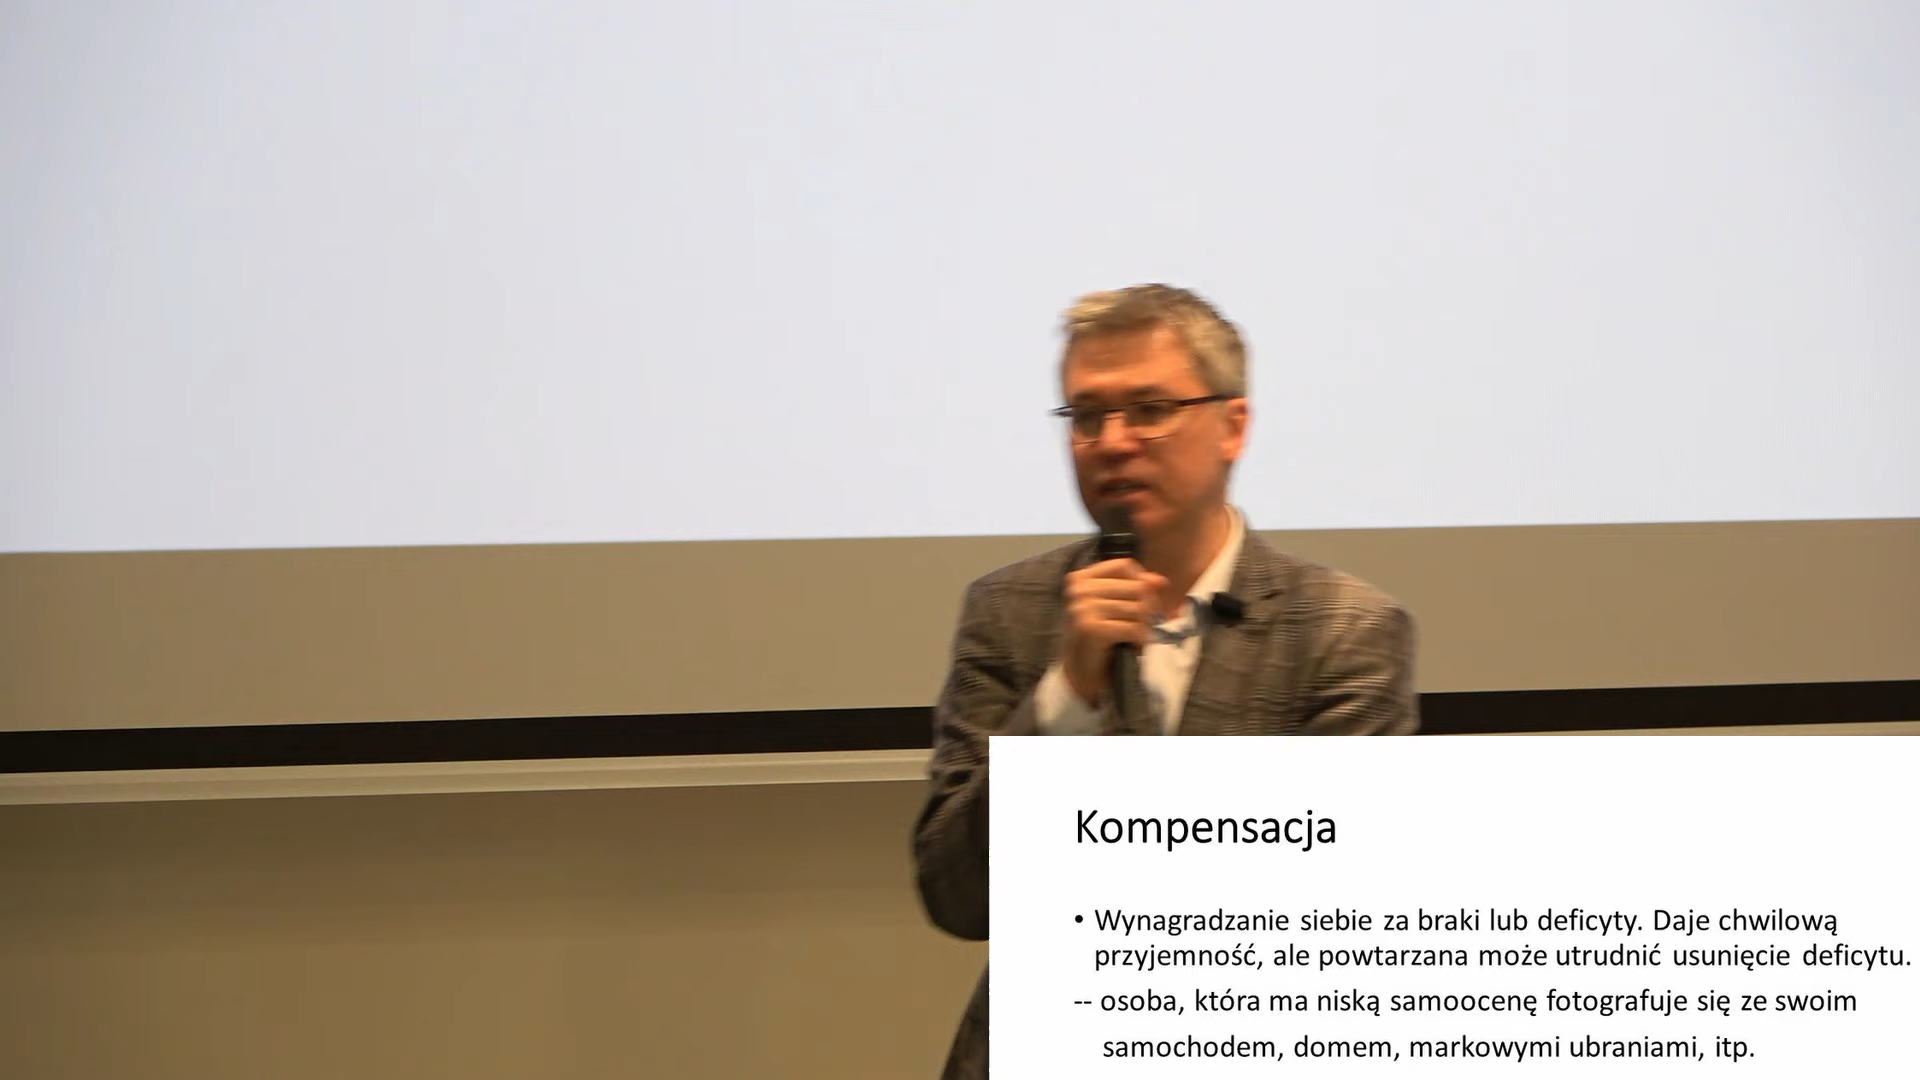 Kompensacja
• Wynagradzanie siebie za braki lub deficyty. Daje chwilową
przyjemność, ale powtarzana może utrudnić usunięcie deficytu.
-- osoba, która ma niską samoocenę fotografuje się ze swoim
samochodem, domem, markowymi ubraniami, itp.